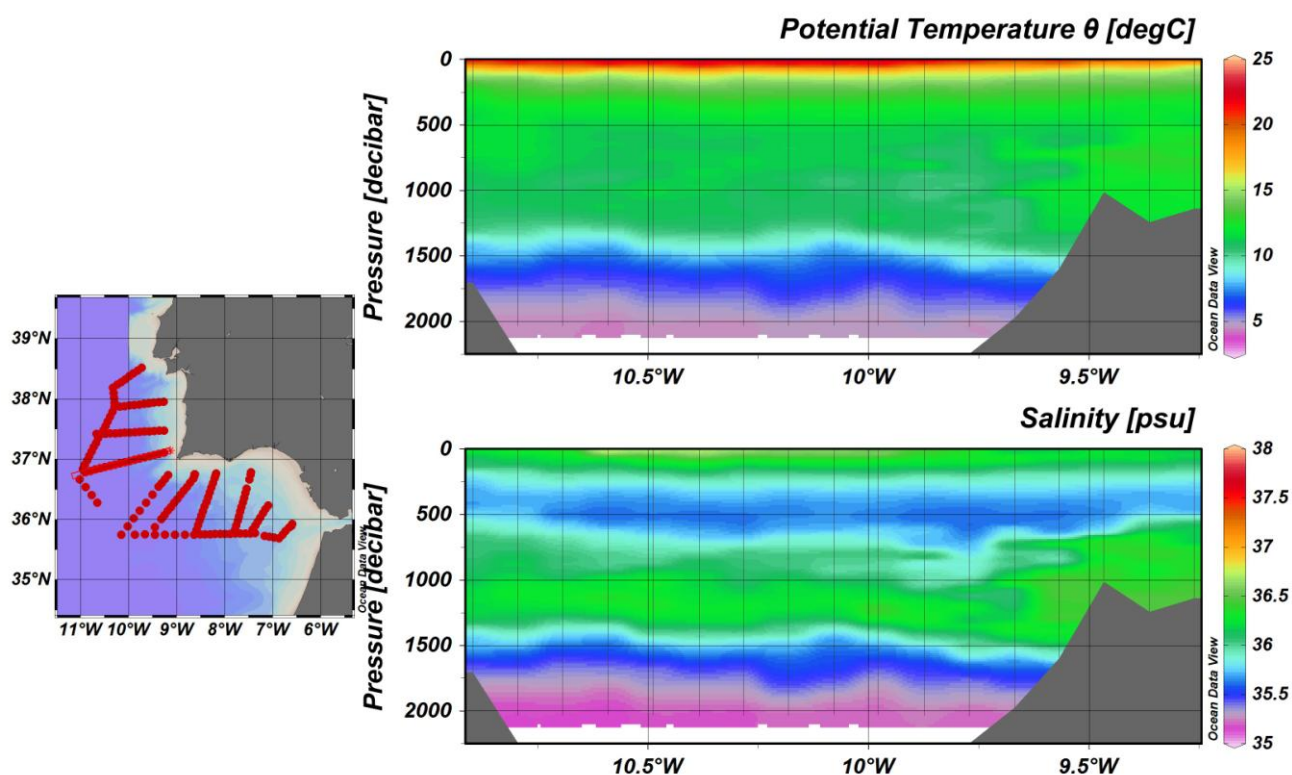 Potential Temperature θ [degC]
Pressure [decibar]
0
500
1000
1500
2000
10.5°W
10°W
9.5°W
25
20
15
10
5
Ocean Data View
39°N
38°N
37°N
36°N
35°N
11°W
10°W
9°W
8°W
7°W
6°W
Ocean Data View
Salinity [psu]
Pressure [decibar]
0
500
1000
1500
2000
10.5°W
10°W
9.5°W
38
37.5
37
36.5
36
35.5
35
Ocean Data View